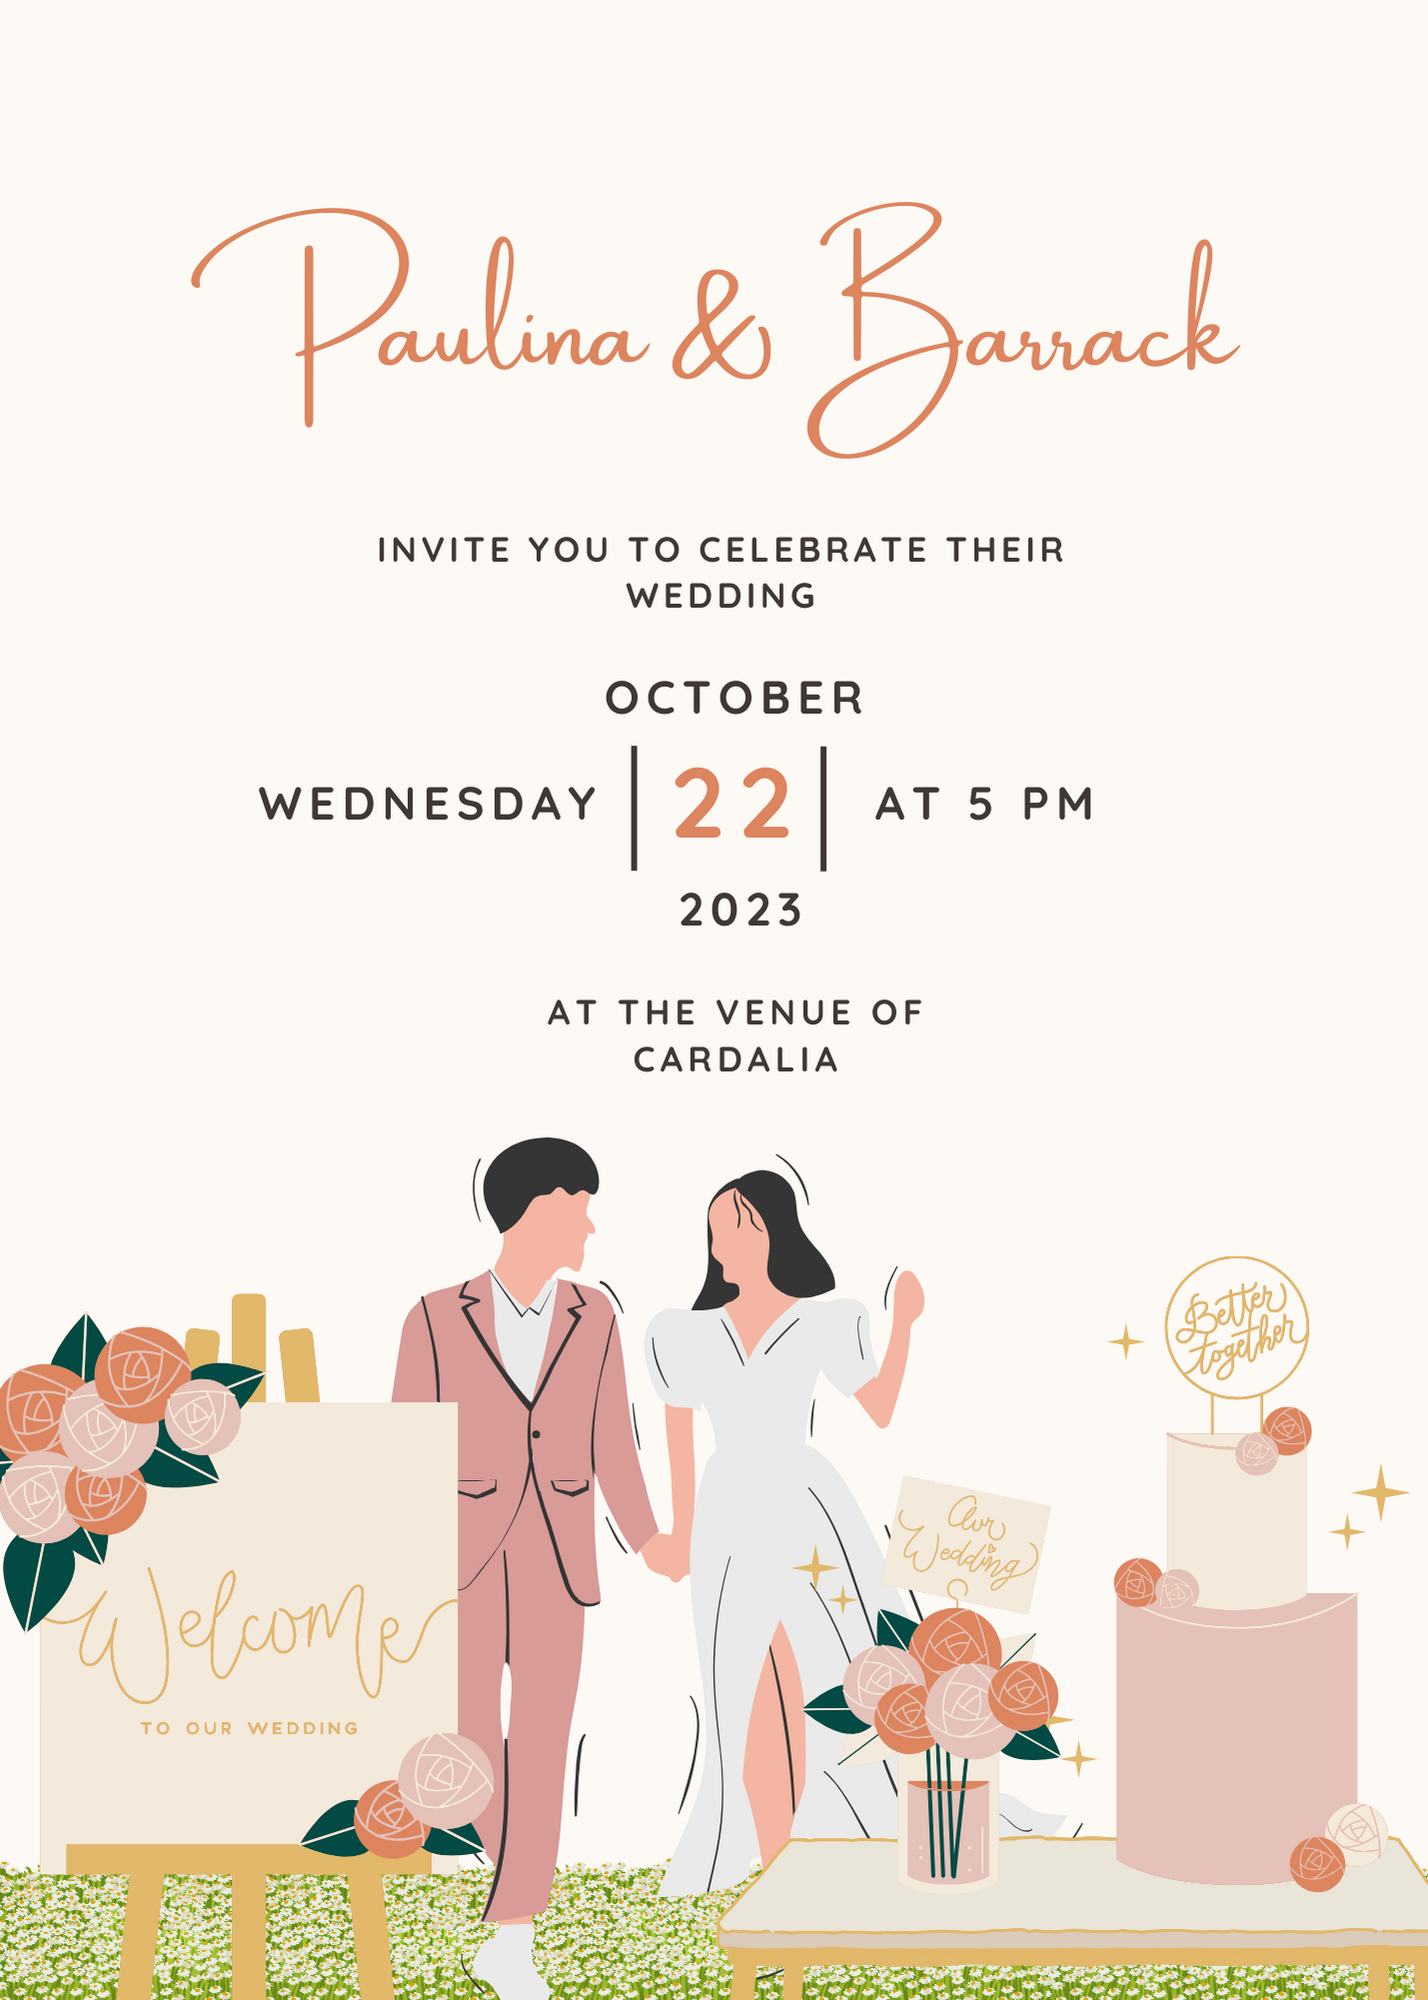 Paulina & Barrack
INVITE YOU TO CELEBRATE THEIR
WEDDING
OCTOBER
WEDNESDAY | 22 | AT 5 PM
2023
AT THE VENUE OF
CARDALIA
Better
together
Our
Wedding
Welcome
TO OUR WEDDING